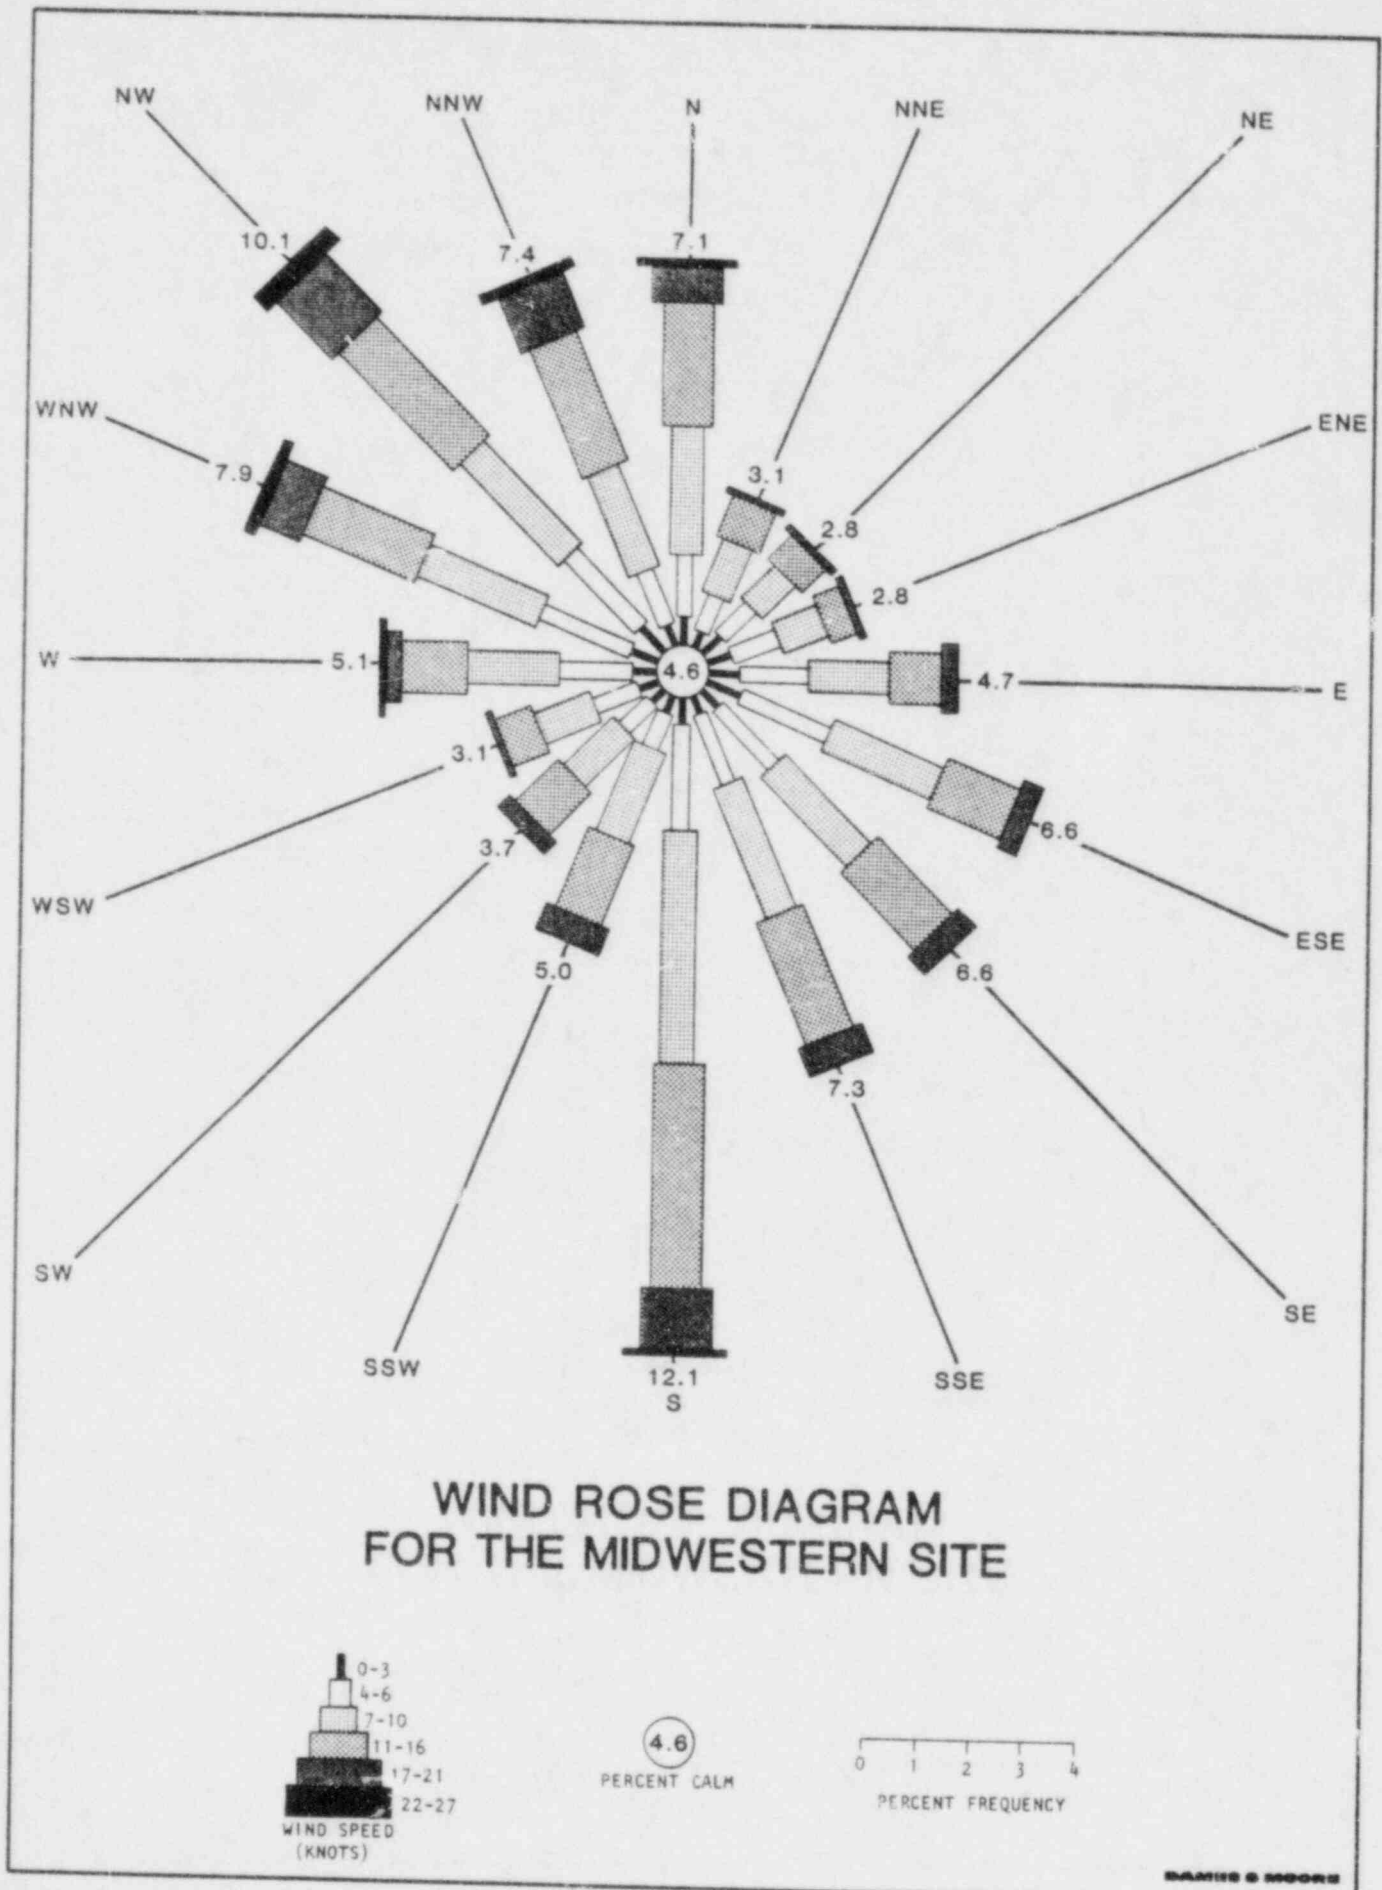 NW
NNW
N
NNE
NE
10.1
7.4
7.1
WNW
ENE
7.9
3.1
2.8
2.8
W
5.1
4.6
4.7
E
3.1
6.6
3.7
WSW
ESE
5.0
6.6
7.3
SW
SE
SSW
12.1
SSE
S
WIND ROSE DIAGRAM
FOR THE MIDWESTERN SITE
0-3
4-6
7-10
11-16
17-21
22-27
WIND SPEED
(KNOTS)
4.6
PERCENT CALM
0 1 2 3 4
PERCENT FREQUENCY
DAMES & MOORE